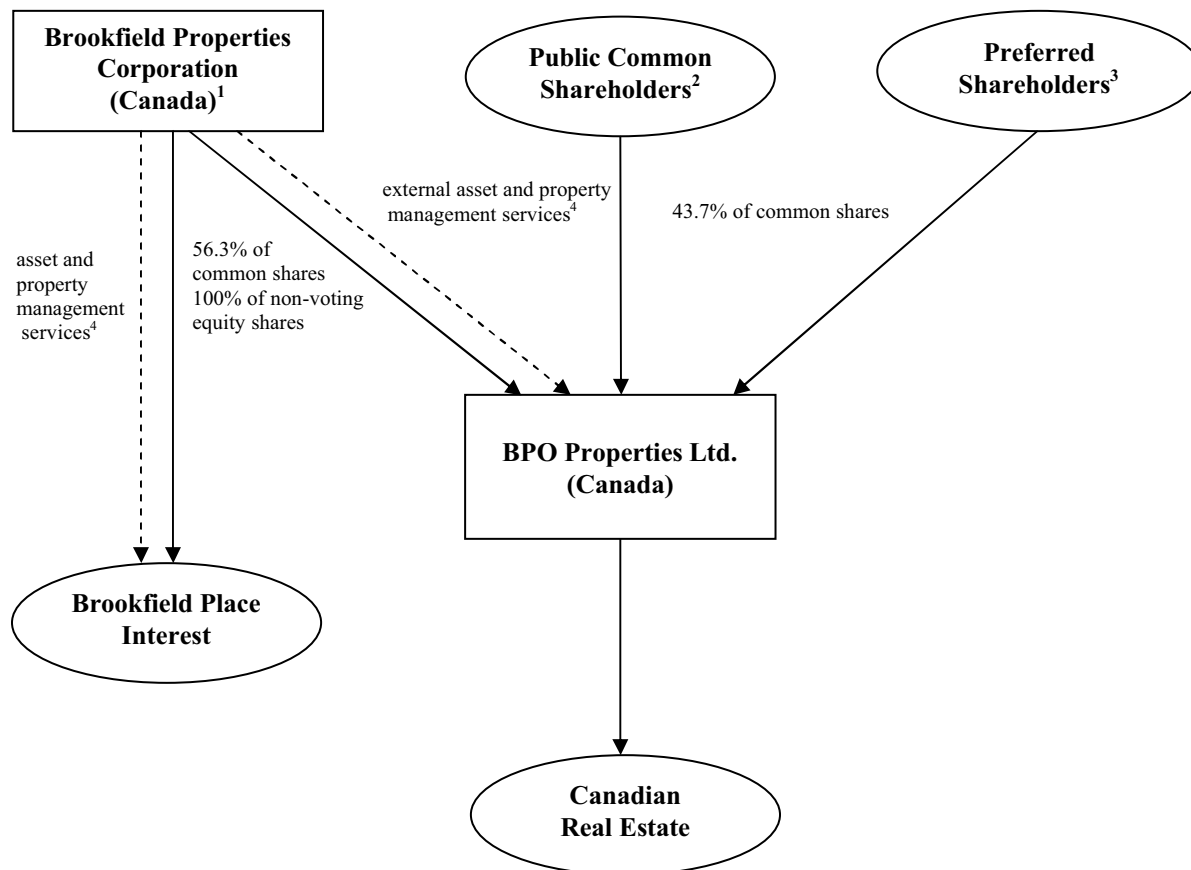 Brookfield Properties
Corporation
(Canada)¹
Public Common
Shareholders²
Preferred
Shareholders³
external asset and property
management services⁴
43.7% of common shares
asset and
property
management
services⁴
56.3% of
common shares
100% of non-voting
equity shares
BPO Properties Ltd.
(Canada)
Brookfield Place
Interest
Canadian
Real Estate